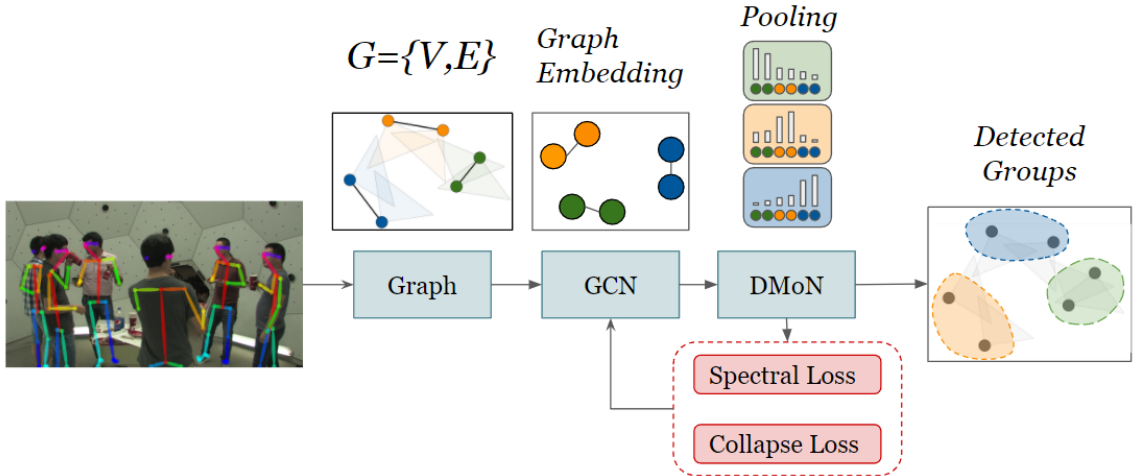 G={V,E}
Graph
Embedding
Pooling
Detected
Groups
Graph
GCN
DMoN
Spectral Loss
Collapse Loss